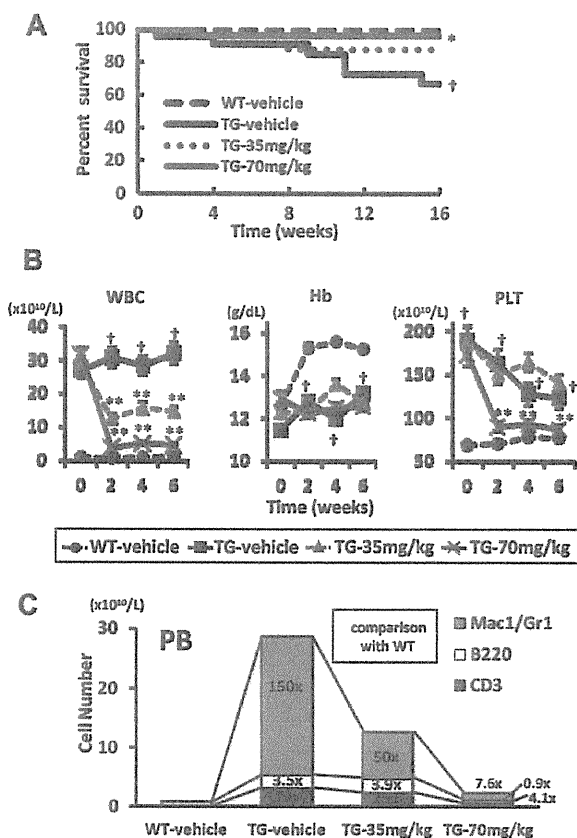 A
Percent survival
100
80
60
40
20
0
*
†
WT-vehicle
TG-vehicle
TG-35mg/kg
TG-70mg/kg
0 4 8 12 16
Time (weeks)
B
WBC Hb PLT
(x10¹⁰/L) (g/dL) (x10¹⁰/L)
40
30
20
10
0
† † †
** ** **
** ** **
0 2 4 6
16
14
12
10
†
†
0 2 4 6
200
150
100
50
† † † †
** ** **
0 2 4 6
Time (weeks)
WT-vehicle TG-vehicle TG-35mg/kg TG-70mg/kg
C
(x10¹⁰/L)
PB
comparison
with WT
Mac1/Gr1
B220
CD3
Cell Number
30
20
10
0
150x
3.5x
50x
3.9x
7.6x
0.9x
4.1x
WT-vehicle TG-vehicle TG-35mg/kg TG-70mg/kg